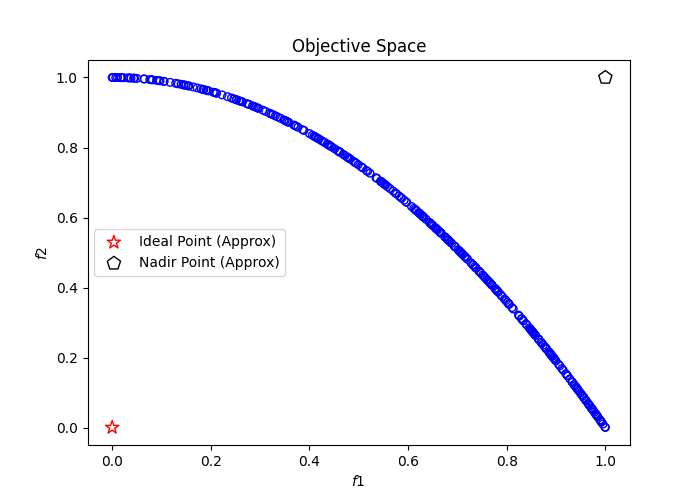 Objective Space
1.0
0.8
0.6
0.4
0.2
0.0
f2
Ideal Point (Approx)
Nadir Point (Approx)
0.0 0.2 0.4 0.6 0.8 1.0
f1